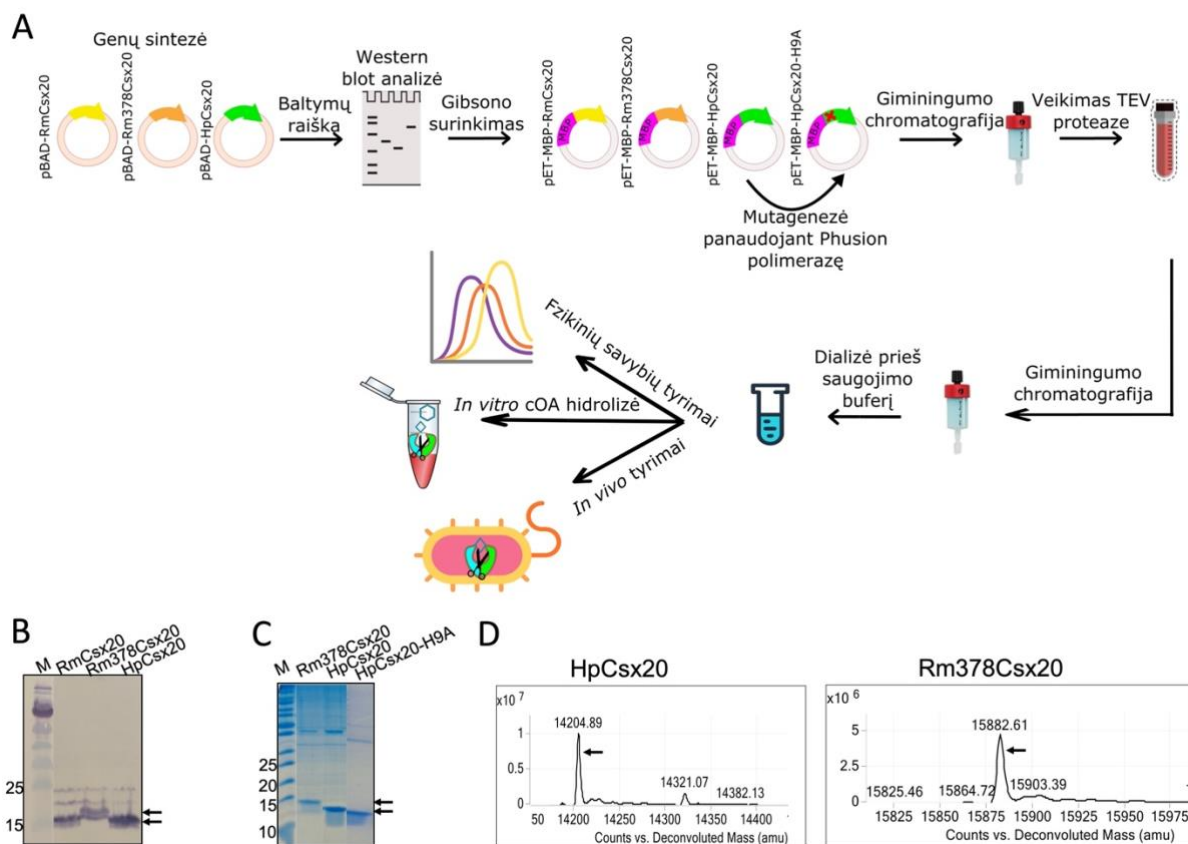 A
Genų sintezė
pBAD-RmCsx20
pBAD-Rm378Csx20
pBAD-HpCsx20
Baltymų
raiška
Western
blot analizė
Gibsono
surinkimas
pET-MBP-RmCsx20
MBP
pET-MBP-Rm378Csx20
MBP
pET-MBP-HpCsx20
MBP
pET-MBP-HpCsx20-H9A
MBP
Mutagenezė
panaudojant Phusion
polimerazę
Giminingumo
chromatografija
Veikimas TEV
proteaze
Giminingumo
chromatografija
Dializė prieš
saugojimo
buferį
Fzikinių savybių tyrimai
In vitro cOA hidrolizė
In vivo tyrimai
B
M
RmCsx20
Rm378Csx20
HpCsx20
25
15
C
M
Rm378Csx20
HpCsx20
HpCsx20-H9A
25
20
15
10
D
HpCsx20
x10 7
14204.89
1
0.5
0
14321.07
14382.13
50 14200 14250 14300 14350 14400
Counts vs. Deconvoluted Mass (amu)
Rm378Csx20
x10 6
15882.61
5
2.5
0
15825.46
15864.72
15903.39
15825 15850 15875 15900 15925 15950 15975
Counts vs. Deconvoluted Mass (amu)